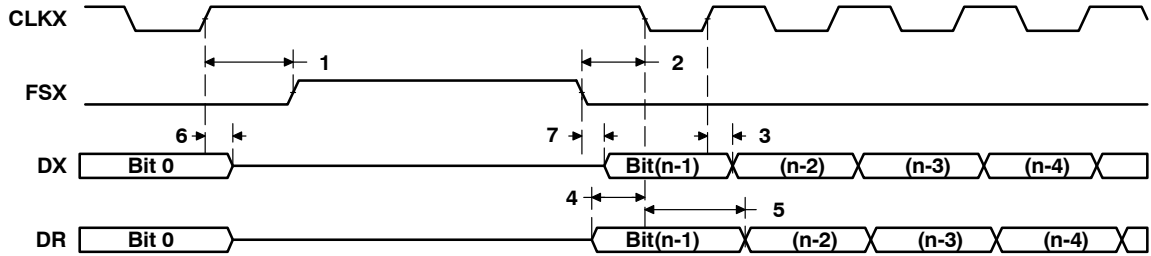 CLKX
1 2
FSX
6 7 3
DX Bit 0 Bit(n-1) (n-2) (n-3) (n-4)
4 5
DR Bit 0 Bit(n-1) (n-2) (n-3) (n-4)